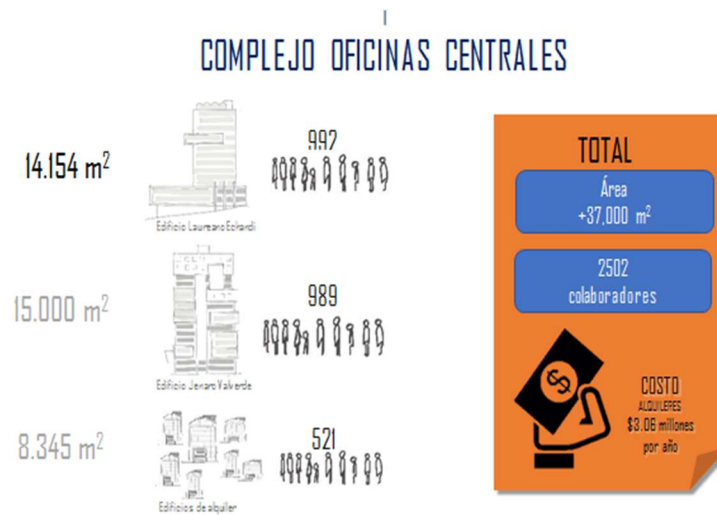 COMPLEJO OFICINAS CENTRALES
14.154 m²
997
Edificio Laureano Echandi
15.000 m²
989
Edificio Jenaro Valverde
8.345 m²
521
Edificios de alquiler
TOTAL
Área
+37,000 m²
2502
colaboradores
$
COSTO
ALQUILERES
$3.06 millones
por año